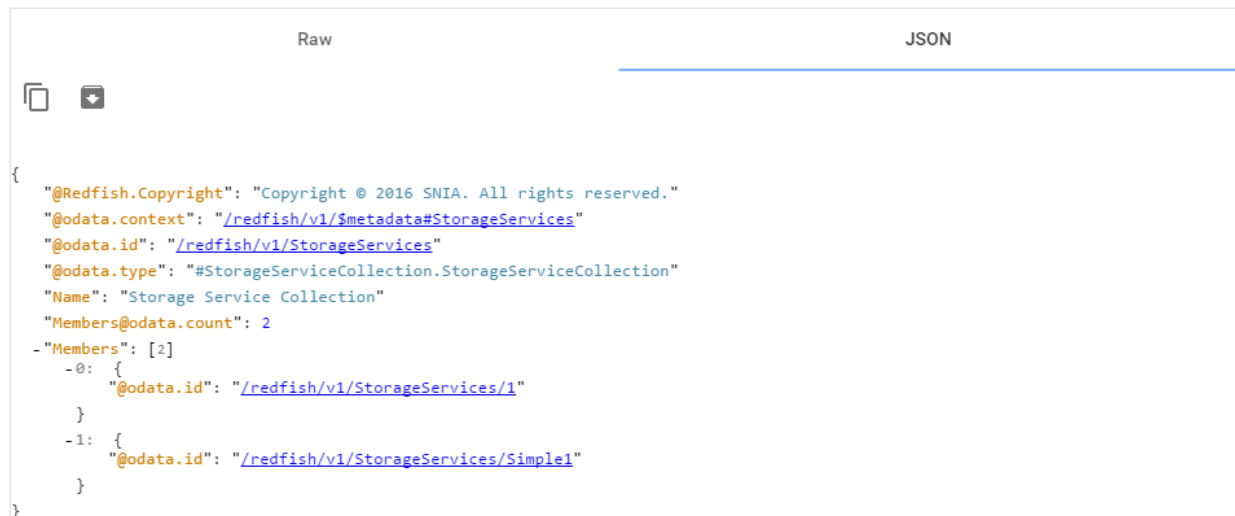 Raw JSON
{
"@Redfish.Copyright": "Copyright © 2016 SNIA. All rights reserved."
"@odata.context": "/redfish/v1/$metadata#StorageServices"
"@odata.id": "/redfish/v1/StorageServices"
"@odata.type": "#StorageServiceCollection.StorageServiceCollection"
"Name": "Storage Service Collection"
"Members@odata.count": 2
-"Members": [2]
-0: {
"@odata.id": "/redfish/v1/StorageServices/1"
}
-1: {
"@odata.id": "/redfish/v1/StorageServices/Simple1"
}
}